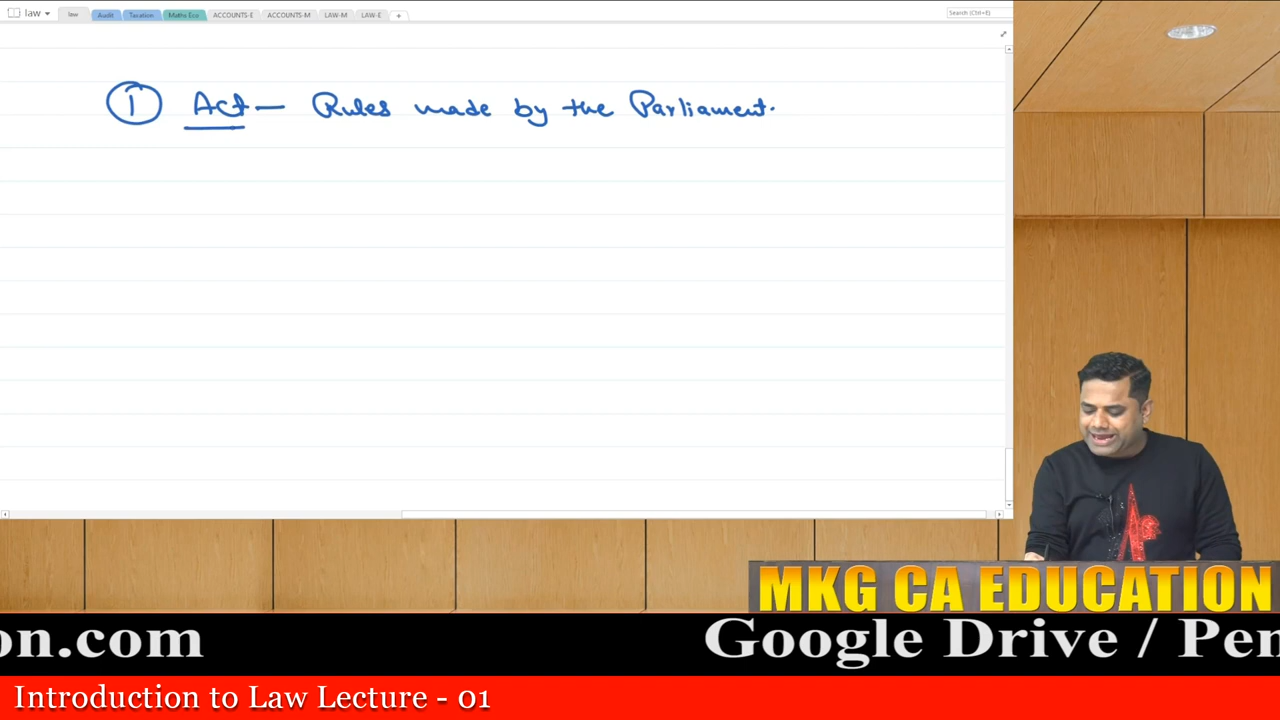 law
law Audit Taxation Maths Eco ACCOUNTS-E ACCOUNTS-M LAW-M LAW-E +
Search (Ctrl+E)
① Act — Rules made by the Parliament.
MKG CA EDUCATION
on.com Google Drive / Pen
Introduction to Law Lecture - 01